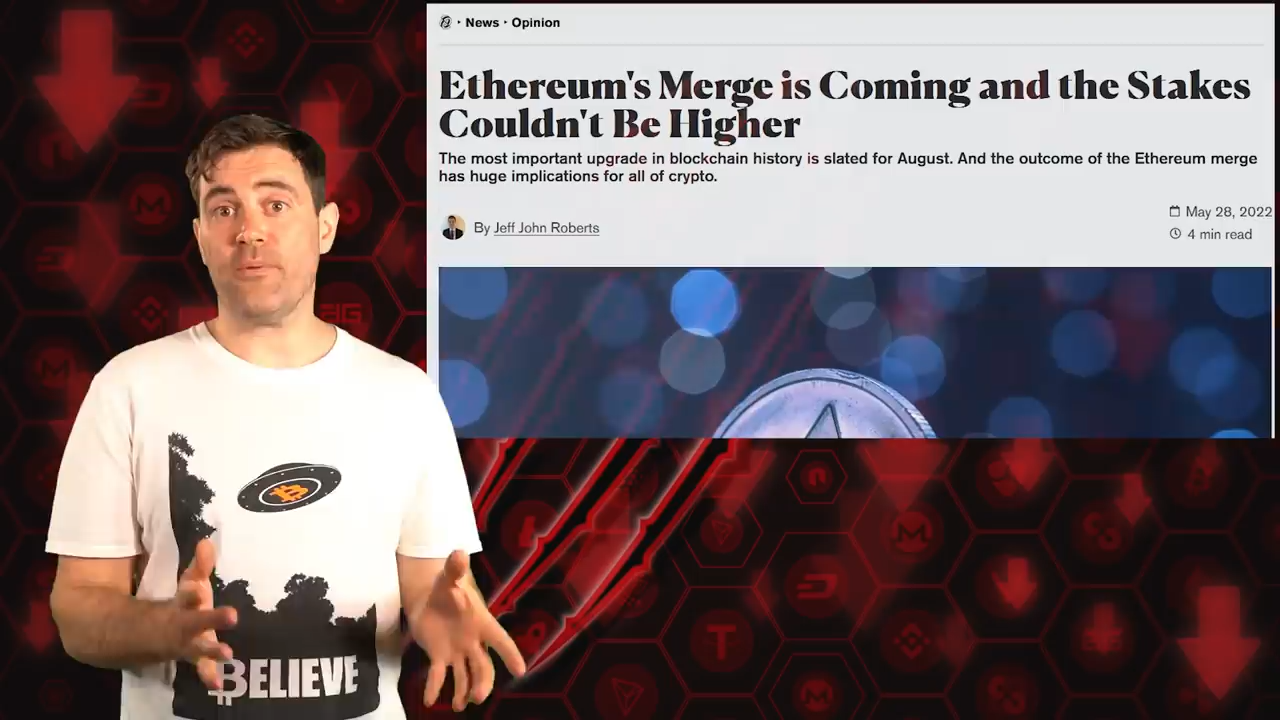 • News • Opinion
Ethereum's Merge is Coming and the Stakes
Couldn't Be Higher
The most important upgrade in blockchain history is slated for August. And the outcome of the Ethereum merge
has huge implications for all of crypto.
May 28, 2022
By Jeff John Roberts
4 min read
₿ELIEVE